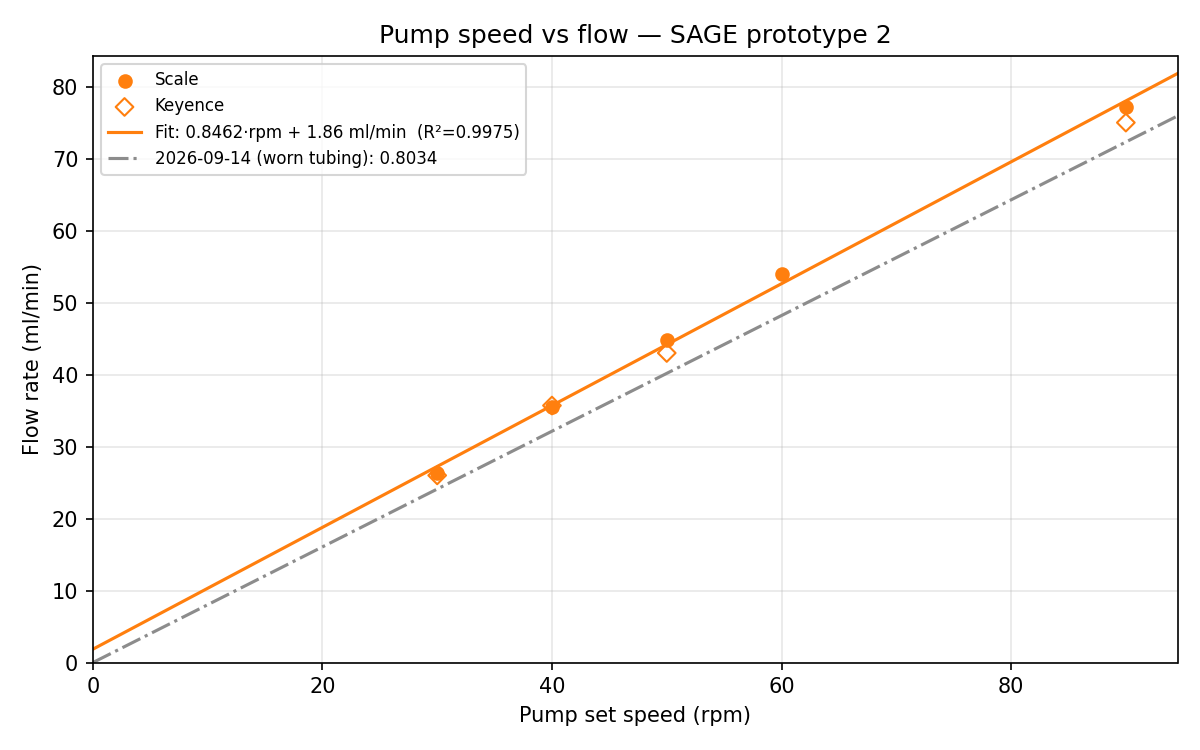 Pump speed vs flow — SAGE prototype 2
Scale
Keyence
Fit: 0.8462·rpm + 1.86 ml/min (R²=0.9975)
2026-09-14 (worn tubing): 0.8034
Flow rate (ml/min)
80
70
60
50
40
30
20
10
0
0 20 40 60 80
Pump set speed (rpm)